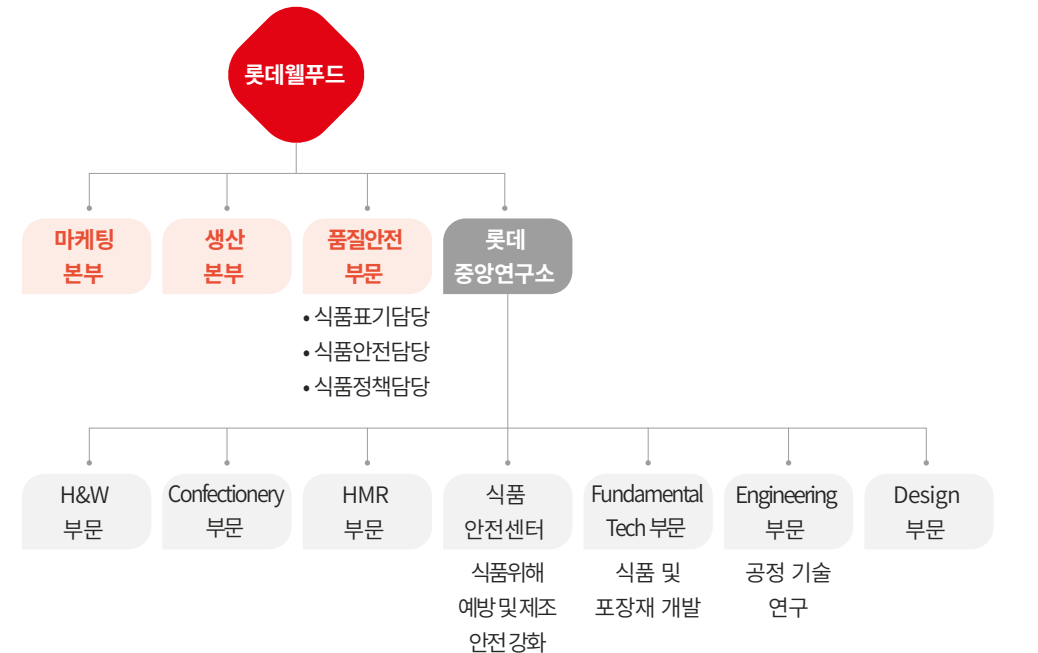 롯데웰푸드
마케팅
본부
생산
본부
품질안전
부문
• 식품표기담당
• 식품안전담당
• 식품정책담당
롯데
중앙연구소
H&W
부문
Confectionery
부문
HMR
부문
식품
안전센터
식품위해
예방 및 제조
안전 강화
Fundamental
Tech 부문
식품 및
포장재 개발
Engineering
부문
공정 기술
연구
Design
부문